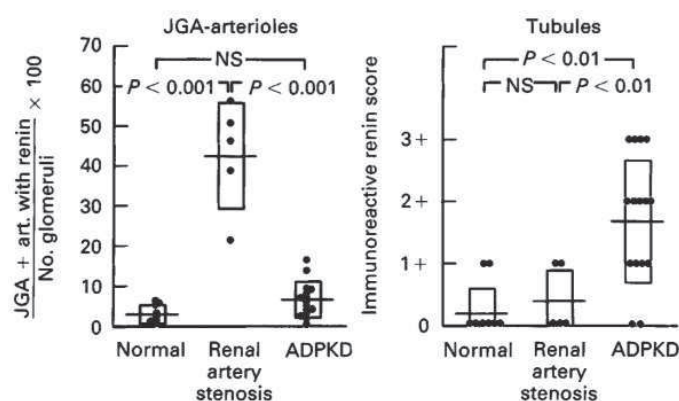 JGA-arterioles
JGA + art. with renin × 100
No. glomeruli
70
60
50
40
30
20
10
0
NS
P < 0.001
P < 0.001
Normal
Renal
artery
stenosis
ADPKD
Tubules
Immunoreactive renin score
3+
2+
1+
0
P < 0.01
NS
P < 0.01
Normal
Renal
artery
stenosis
ADPKD